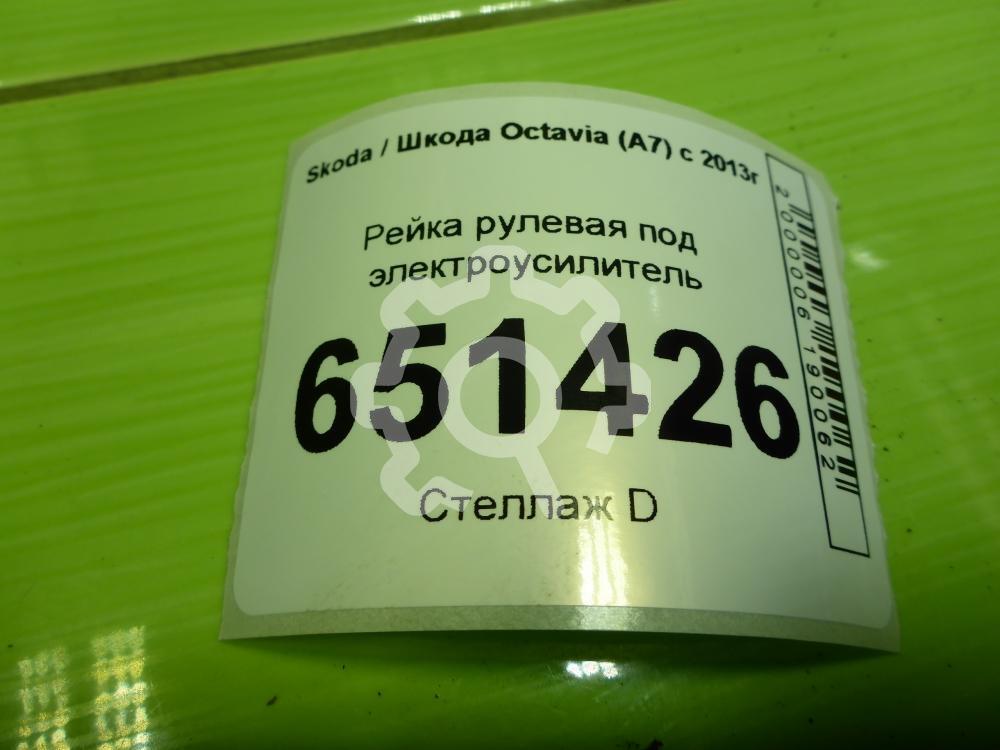 Skoda / Шкода Octavia (A7) с 2013г
Рейка рулевая под
электроусилитель
651426
Стеллаж D
2000006190062